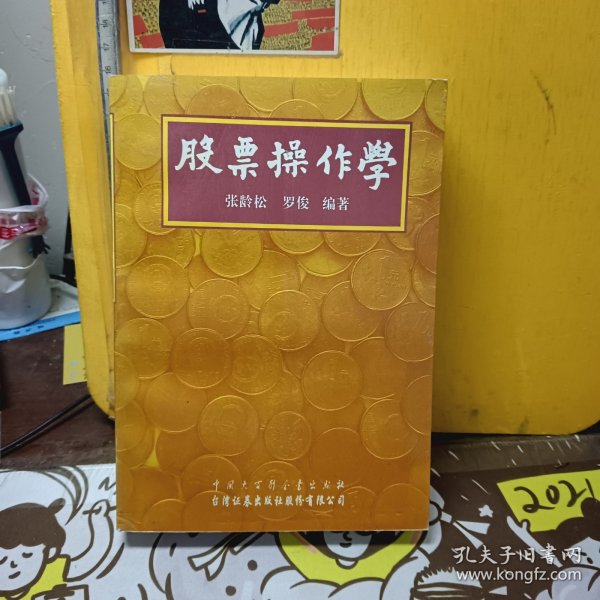 股票操作學
张龄松 罗俊 编著
中国大百科全书出版社
台湾证券出版社股份有限公司
2021
孔夫子旧书网
www.kongfz.com